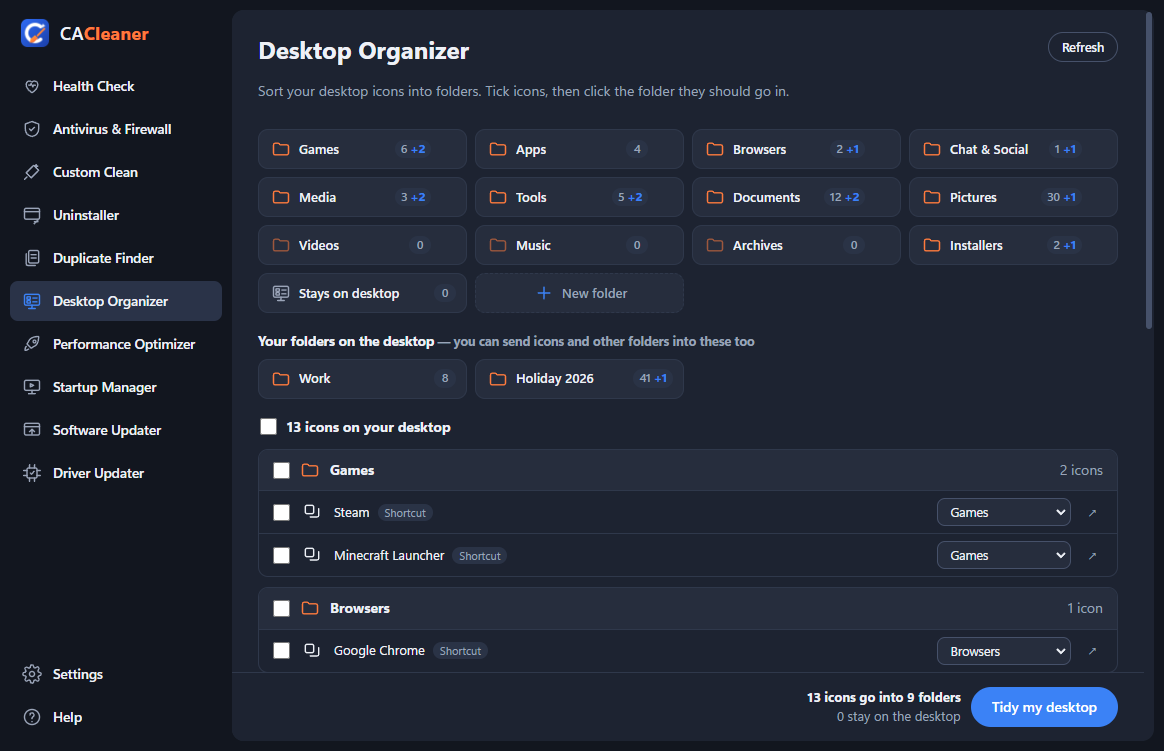 CACleaner
Health Check
Antivirus & Firewall
Custom Clean
Uninstaller
Duplicate Finder
Desktop Organizer
Performance Optimizer
Startup Manager
Software Updater
Driver Updater
Settings
Help
Desktop Organizer
Refresh
Sort your desktop icons into folders. Tick icons, then click the folder they should go in.
Games 6 +2 Apps 4 Browsers 2 +1 Chat & Social 1 +1
Media 3 +2 Tools 5 +2 Documents 12 +2 Pictures 30 +1
Videos 0 Music 0 Archives 0 Installers 2 +1
Stays on desktop 0 + New folder
Your folders on the desktop — you can send icons and other folders into these too
Work 8 Holiday 2026 41 +1
13 icons on your desktop
Games 2 icons
Steam Shortcut Games ↗
Minecraft Launcher Shortcut Games ↗
Browsers 1 icon
Google Chrome Shortcut Browsers ↗
13 icons go into 9 folders
0 stay on the desktop
Tidy my desktop